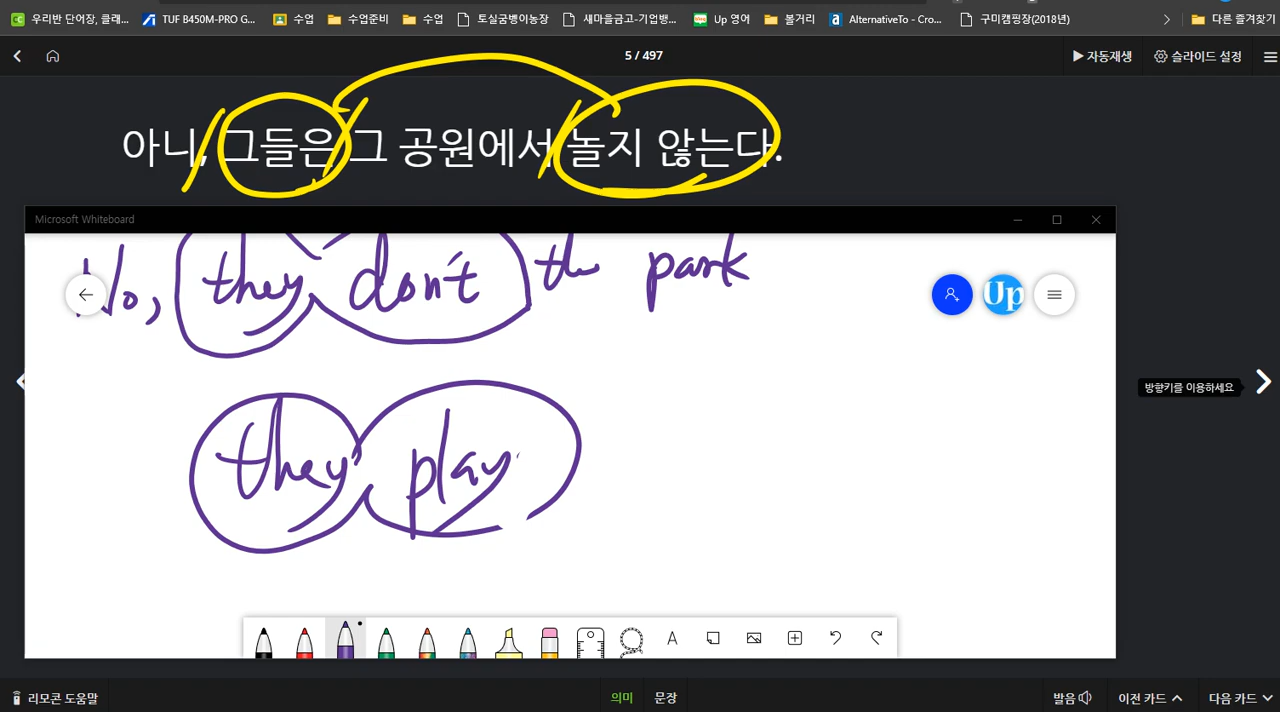 우리반 단어장, 클래... TUF B450M-PRO G... 수업 수업준비 수업 토실굼벵이농장 새마을금고-기업뱅... Up 영어 볼거리 AlternativeTo - Cro... 구미캠핑장(2018년) 다른 즐겨찾기
5 / 497 자동재생 슬라이드 설정
아니, 그들은 그 공원에서 놀지 않는다.
Microsoft Whiteboard
No, they don't the park
Up
방향키를 이용하세요
they play
A
리모콘 도움말 의미 문장 발음 이전 카드 다음 카드